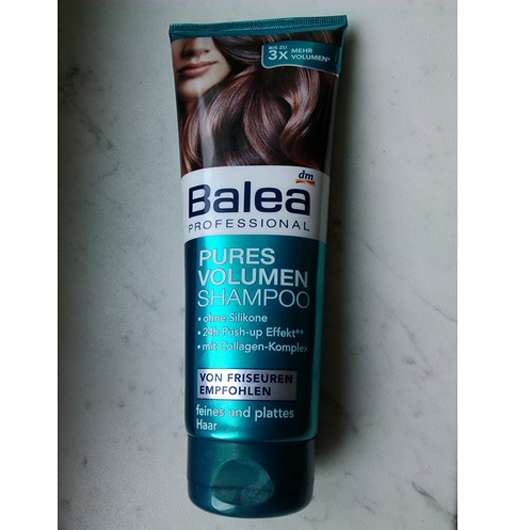 BIS ZU
3X MEHR
VOLUMEN*
dm
Balea
PROFESSIONAL
PURES
VOLUMEN
SHAMPOO
• ohne Silikone
• 24h Push-up Effekt**
• mit Collagen-Komplex
VON FRISEUREN
EMPFOHLEN
feines und plattes
Haar